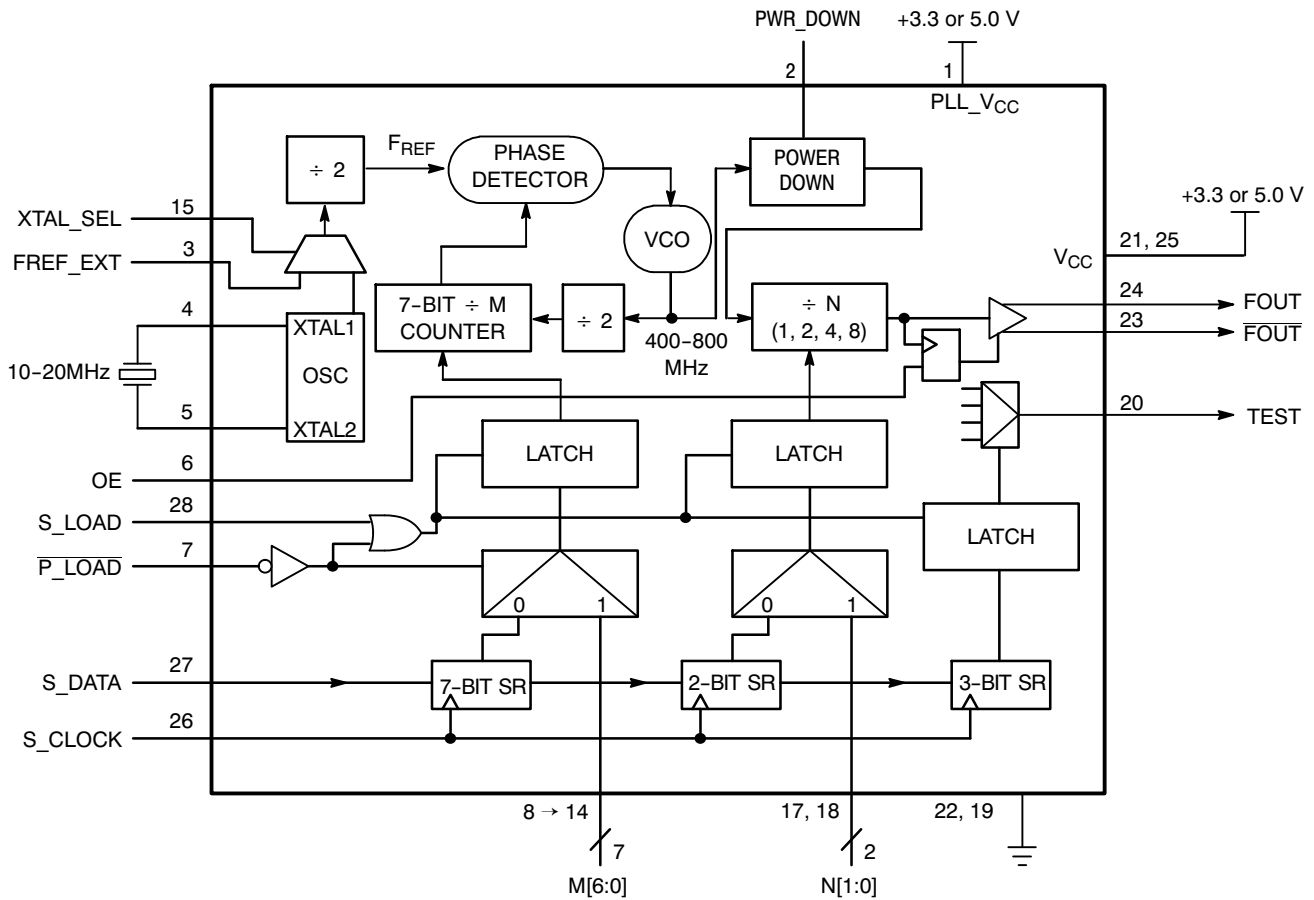 PWR_DOWN
+3.3 or 5.0 V
2
1
PLL_VCC
÷ 2
FREF
PHASE
DETECTOR
POWER
DOWN
XTAL_SEL
15
VCO
+3.3 or 5.0 V
FREF_EXT
3
VCC
21, 25
4
XTAL1
7-BIT ÷ M
COUNTER
÷ 2
400-800
MHz
÷ N
(1, 2, 4, 8)
24
FOUT
23
FOUT
10-20MHz
OSC
5
XTAL2
20
TEST
OE
6
LATCH
LATCH
S_LOAD
28
LATCH
P_LOAD
7
0
1
0
1
S_DATA
27
7-BIT SR
2-BIT SR
3-BIT SR
S_CLOCK
26
8 → 14
17, 18
22, 19
7
2
M[6:0]
N[1:0]